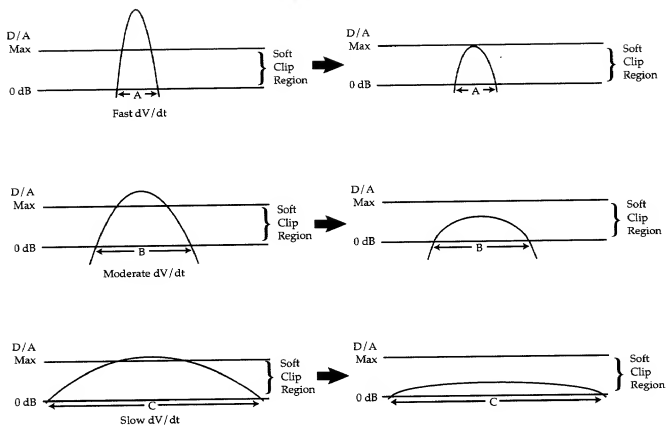 D/A
Max
0 dB
A
Fast dV/dt
Soft
Clip
Region
D/A
Max
0 dB
A
Soft
Clip
Region
D/A
Max
0 dB
B
Moderate dV/dt
Soft
Clip
Region
D/A
Max
0 dB
B
Soft
Clip
Region
D/A
Max
0 dB
C
Slow dV/dt
Soft
Clip
Region
D/A
Max
0 dB
C
Soft
Clip
Region